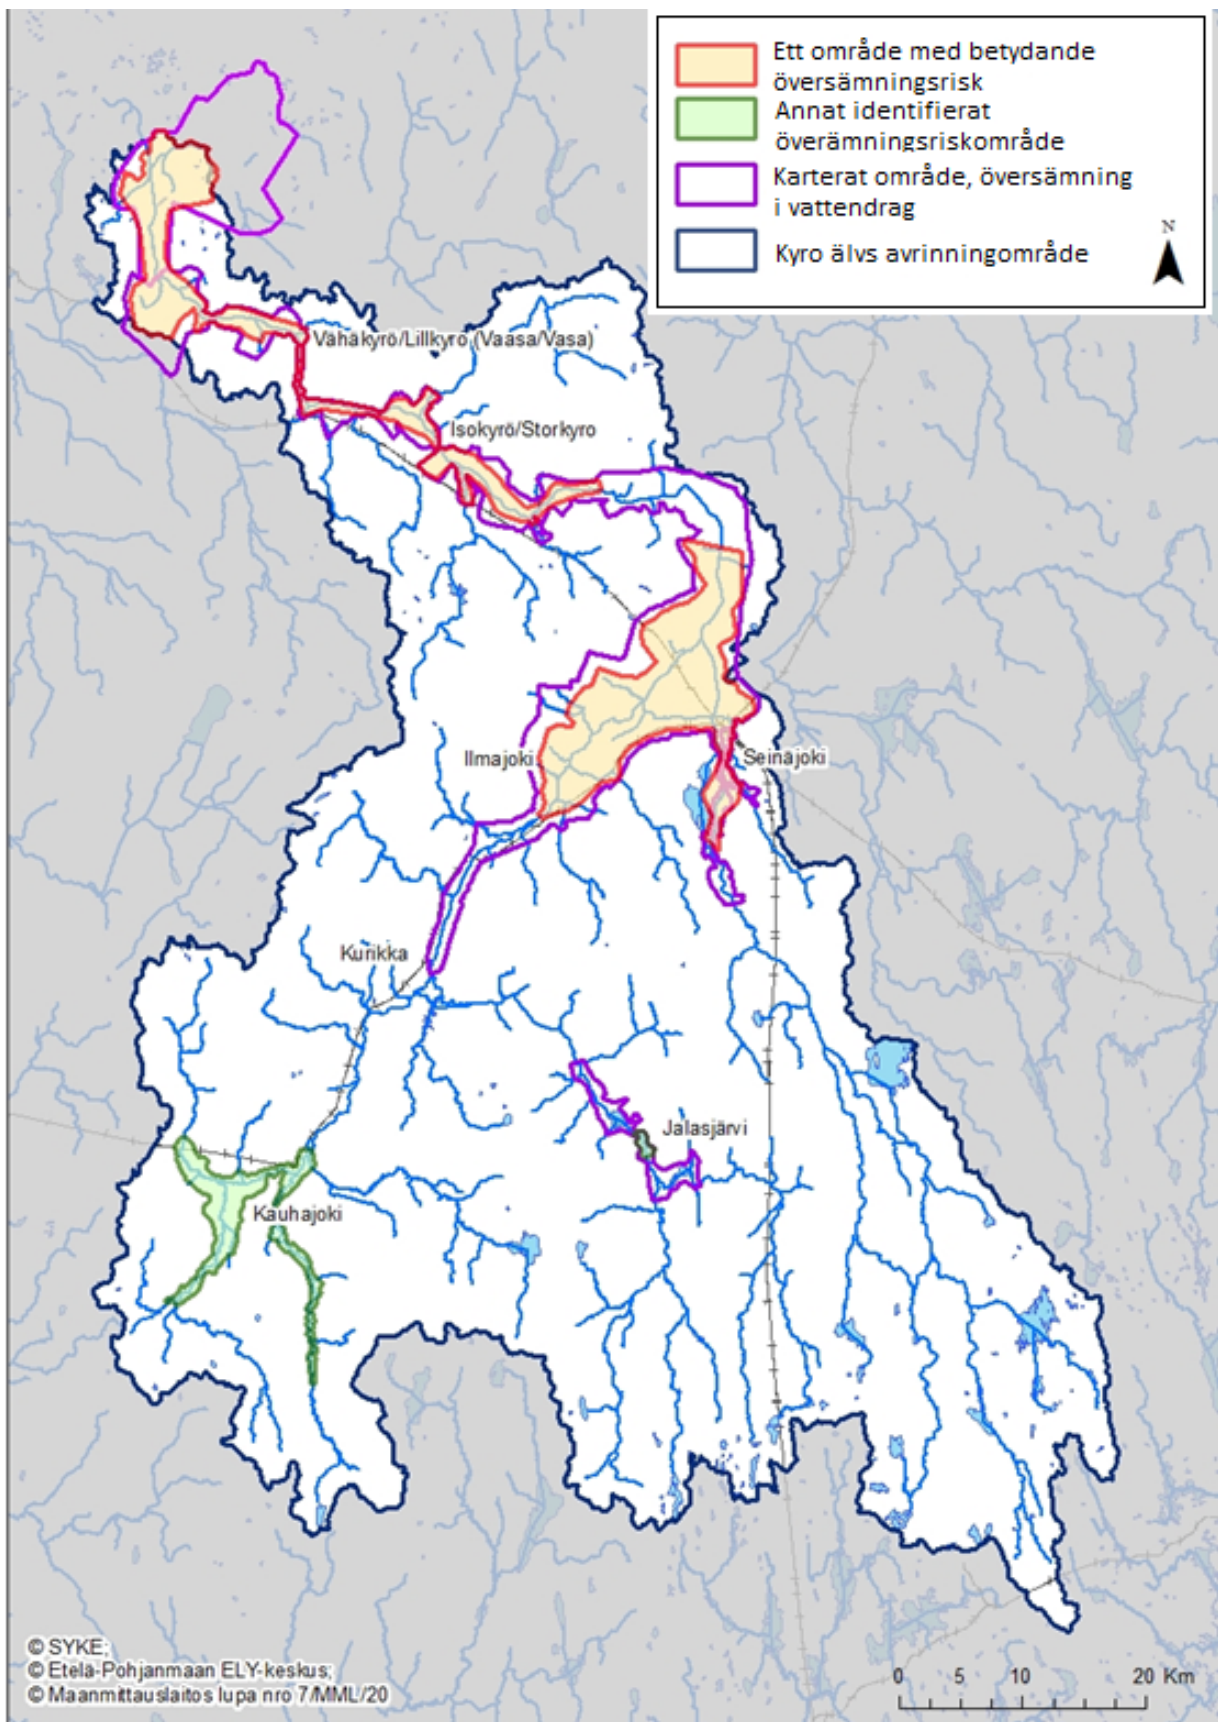 Ett område med betydande
översämningsrisk
Annat identifierat
överämningsriskområde
Karterat område, översämning
i vattendrag
Kyro älvs avrinningområde
N
Vähäkyrö/Lillkyro (Vaasa/Vasa)
Isokyrö/Storkyro
Ilmajoki
Seinäjoki
Kurikka
Jalasjärvi
Kauhajoki
© SYKE;
© Etelä-Pohjanmaan ELY-keskus;
© Maanmittauslaitos lupa nro 7/MML/20
0 5 10 20 Km